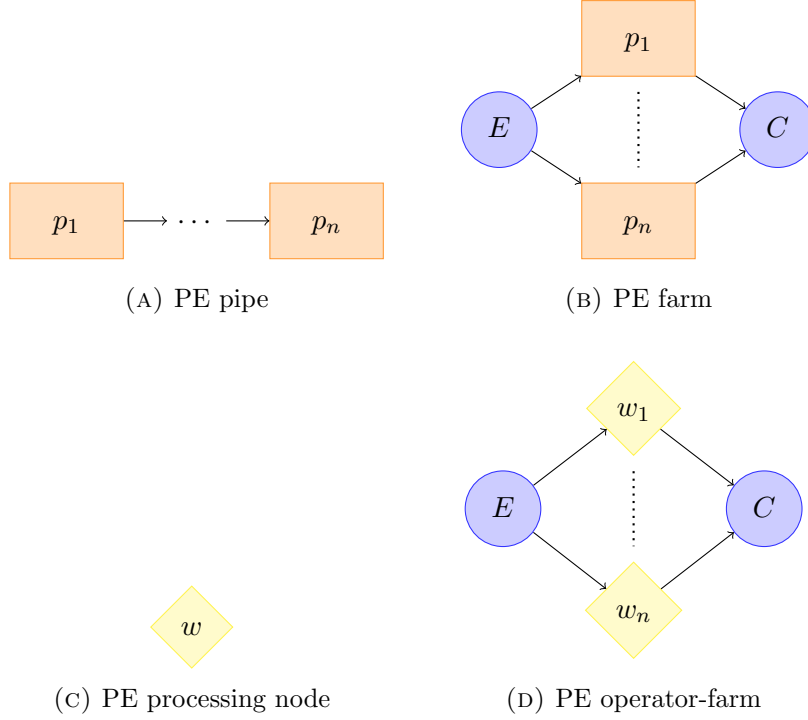 p₁ ⋯ pₙ
(A) PE pipe
p₁
E C
pₙ
(B) PE farm
w
(C) PE processing node
w₁
E C
wₙ
(D) PE operator-farm